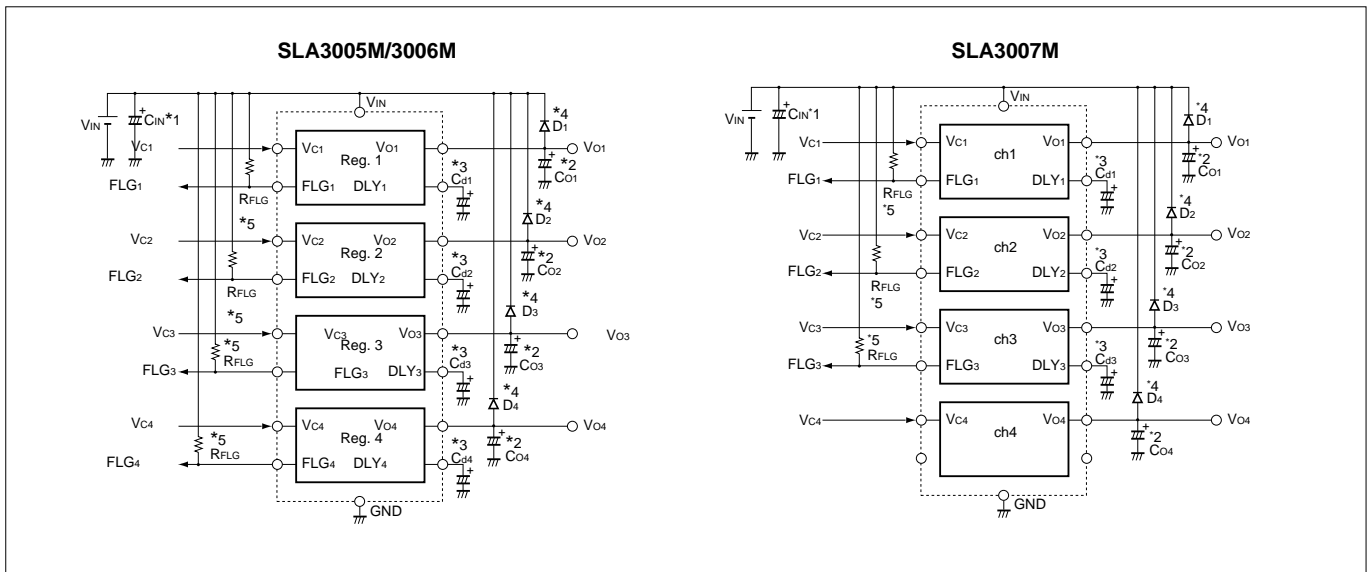 SLA3005M/3006M
VIN
VIN
CIN*1
*4
D1
VC1
VC1
VO1
VO1
Reg. 1
*2
CO1
*3
Cd1
FLG1
FLG1
DLY1
RFLG
*5
*4
D2
VC2
VC2
VO2
VO2
Reg. 2
*2
CO2
*3
Cd2
FLG2
FLG2
DLY2
RFLG
*5
*4
D3
VC3
VC3
VO3
VO3
Reg. 3
*2
CO3
*3
Cd3
*5
RFLG
FLG3
FLG3
DLY3
*4
D4
VC4
VC4
VO4
VO4
Reg. 4
*2
CO4
*3
Cd4
*5
RFLG
FLG4
FLG4
DLY4
GND
SLA3007M
VIN
VIN
CIN*1
*4
D1
VC1
VC1
VO1
VO1
ch1
*2
CO1
*3
Cd1
FLG1
FLG1
DLY1
RFLG
*5
*4
D2
VC2
VC2
VO2
VO2
ch2
*2
CO2
*3
Cd2
FLG2
FLG2
DLY2
RFLG
*5
*4
D3
VC3
VC3
VO3
VO3
ch3
*2
CO3
*3
Cd3
*5
RFLG
FLG3
FLG3
DLY3
*4
D4
VC4
VC4
VO4
VO4
ch4
*2
CO4
GND